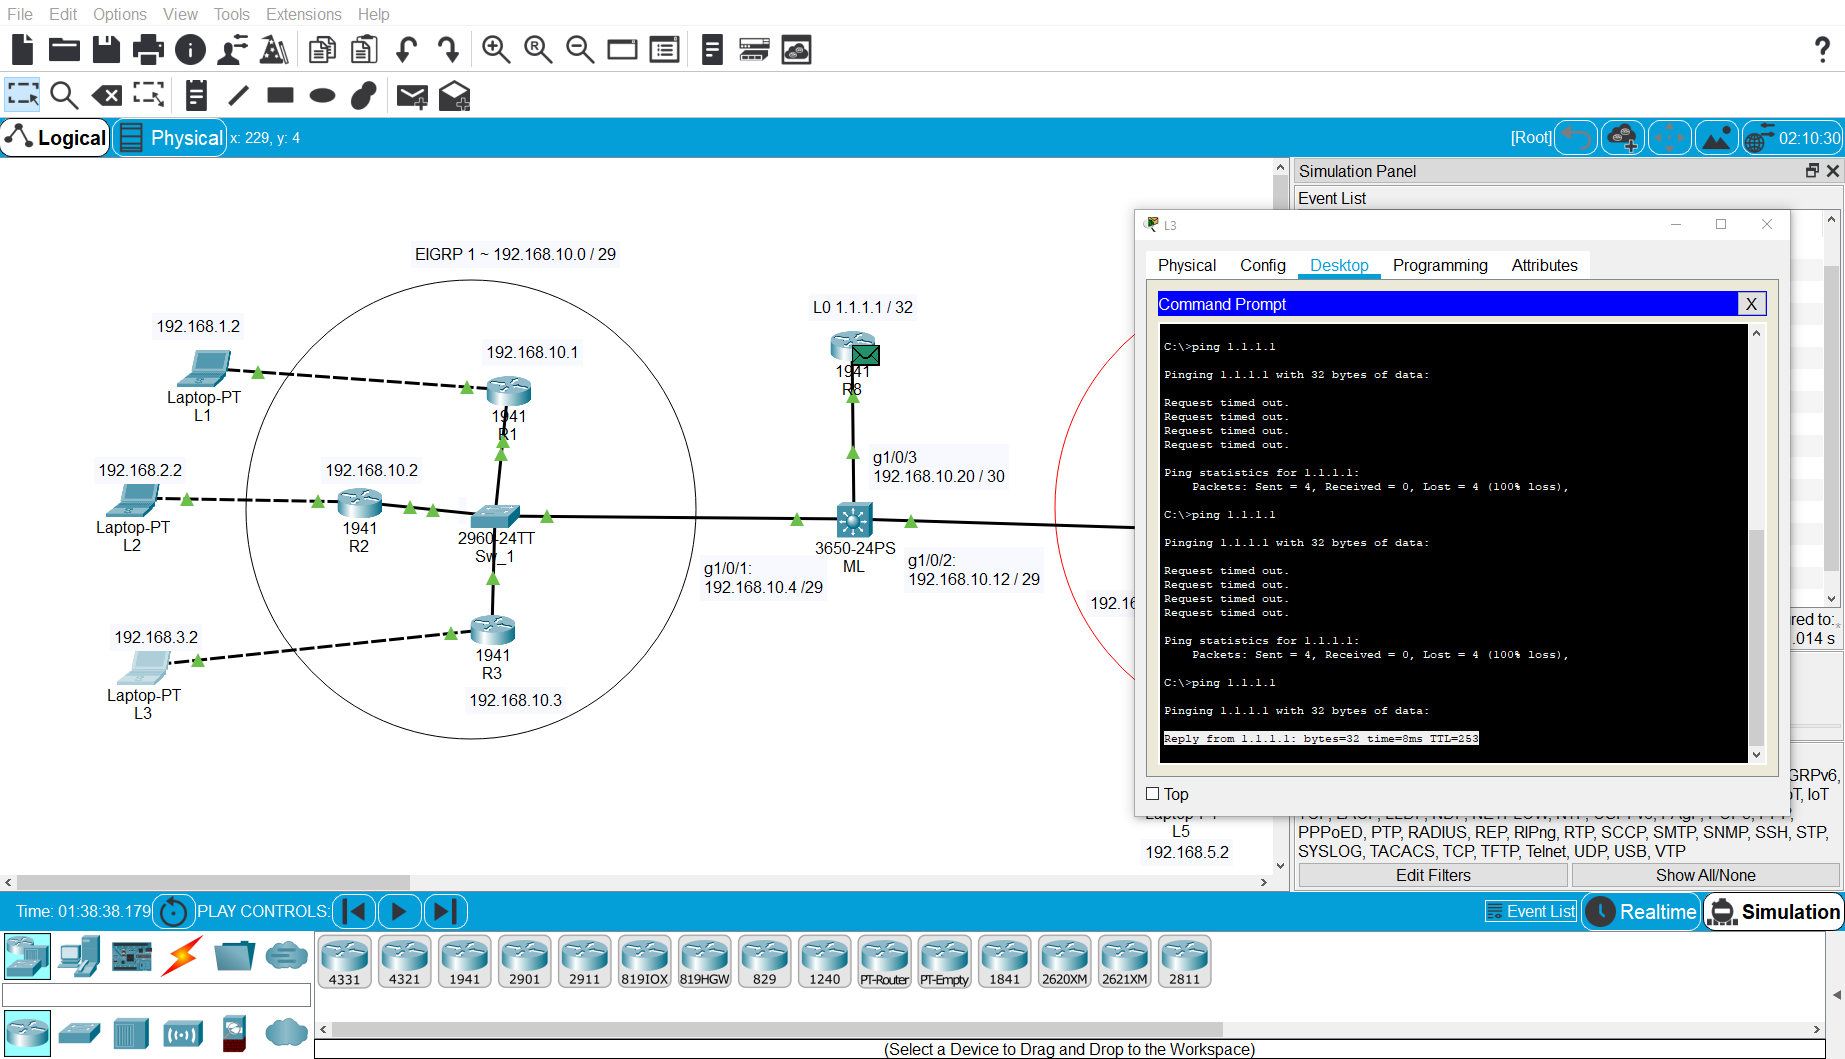 File Edit Options View Tools Extensions Help
Logical Physical x: 229, y: 4 [Root] 02:10:30
Simulation Panel
Event List
L3
Physical Config Desktop Programming Attributes
Command Prompt X
C:\>ping 1.1.1.1
Pinging 1.1.1.1 with 32 bytes of data:
Request timed out.
Request timed out.
Request timed out.
Request timed out.
Ping statistics for 1.1.1.1:
Packets: Sent = 4, Received = 0, Lost = 4 (100% loss),
C:\>ping 1.1.1.1
Pinging 1.1.1.1 with 32 bytes of data:
Request timed out.
Request timed out.
Request timed out.
Request timed out.
Ping statistics for 1.1.1.1:
Packets: Sent = 4, Received = 0, Lost = 4 (100% loss),
C:\>ping 1.1.1.1
Pinging 1.1.1.1 with 32 bytes of data:
Reply from 1.1.1.1: bytes=32 time=8ms TTL=253
Top
EIGRP 1 ~ 192.168.10.0 / 29
192.168.1.2
Laptop-PT
L1
192.168.10.1
1941
R1
192.168.2.2
Laptop-PT
L2
192.168.10.2
1941
R2
2960-24TT
Sw_1
192.168.3.2
Laptop-PT
L3
1941
R3
192.168.10.3
L0 1.1.1.1 / 32
1941
R8
g1/0/3
192.168.10.20 / 30
3650-24PS
ML
g1/0/1:
192.168.10.4 /29
g1/0/2:
192.168.10.12 / 29
192.16
L5
192.168.5.2
red to:
.014 s
GRPv6,
T, IoT
PPPoED, PTP, RADIUS, REP, RIPng, RTP, SCCP, SMTP, SNMP, SSH, STP,
SYSLOG, TACACS, TCP, TFTP, Telnet, UDP, USB, VTP
Edit Filters Show All/None
Time: 01:38:38.179 PLAY CONTROLS: Event List Realtime Simulation
4331 4321 1941 2901 2911 819IOX 819HGW 829 1240 PT-Router PT-Empty 1841 2620XM 2621XM 2811
(Select a Device to Drag and Drop to the Workspace)